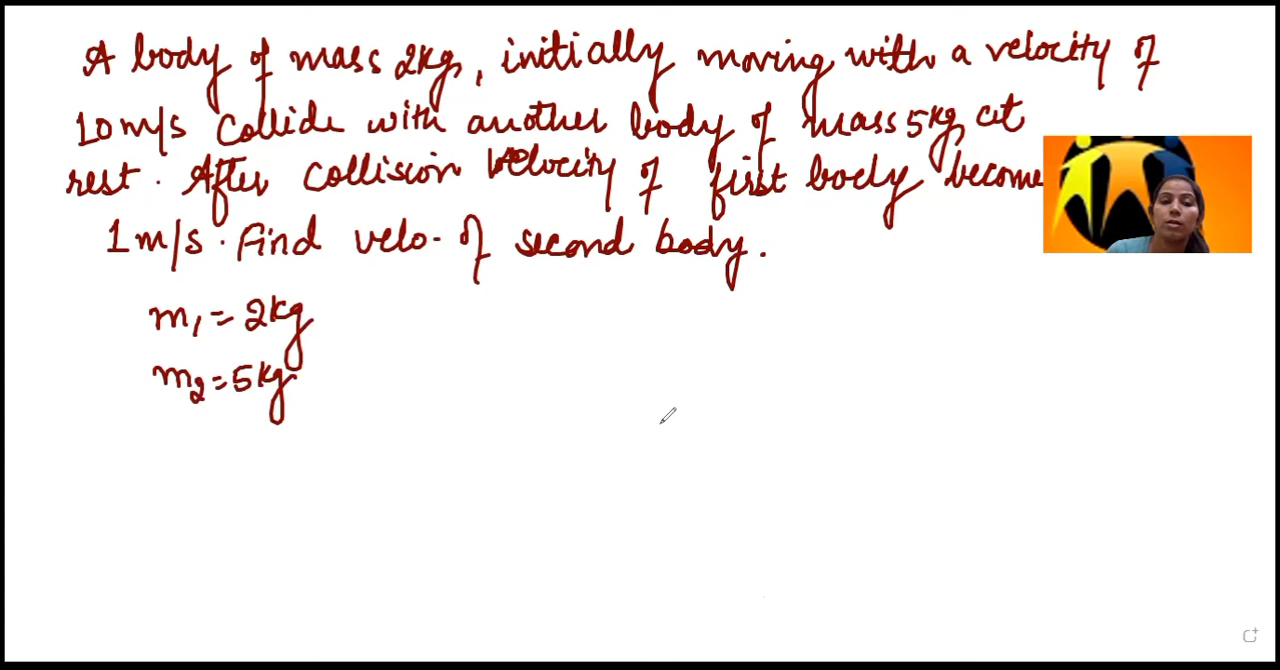 A body of mass 2kg, initially moving with a velocity of
10m/s collide with another body of mass 5kg at
rest. After collision velocity of first body become
1m/s. Find velo. of second body.
m₁ = 2kg
m₂ = 5kg